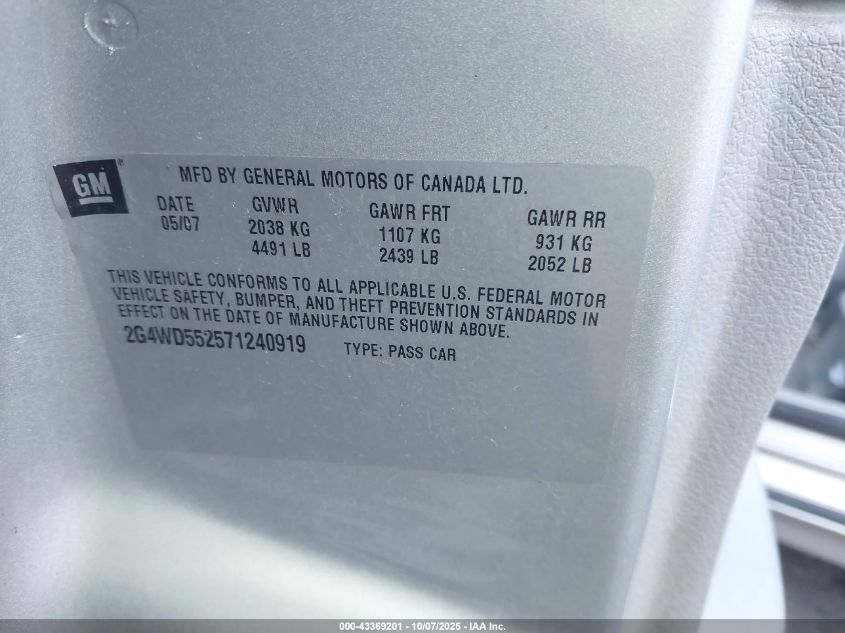 GM
MFD BY GENERAL MOTORS OF CANADA LTD.
DATE GVWR GAWR FRT GAWR RR
05/07 2038 KG 1107 KG 931 KG
4491 LB 2439 LB 2052 LB
THIS VEHICLE CONFORMS TO ALL APPLICABLE U.S. FEDERAL MOTOR
VEHICLE SAFETY, BUMPER, AND THEFT PREVENTION STANDARDS IN
EFFECT ON THE DATE OF MANUFACTURE SHOWN ABOVE.
2G4WD552571240919 TYPE: PASS CAR
000-43369201 - 10/07/2025 - IAA Inc.